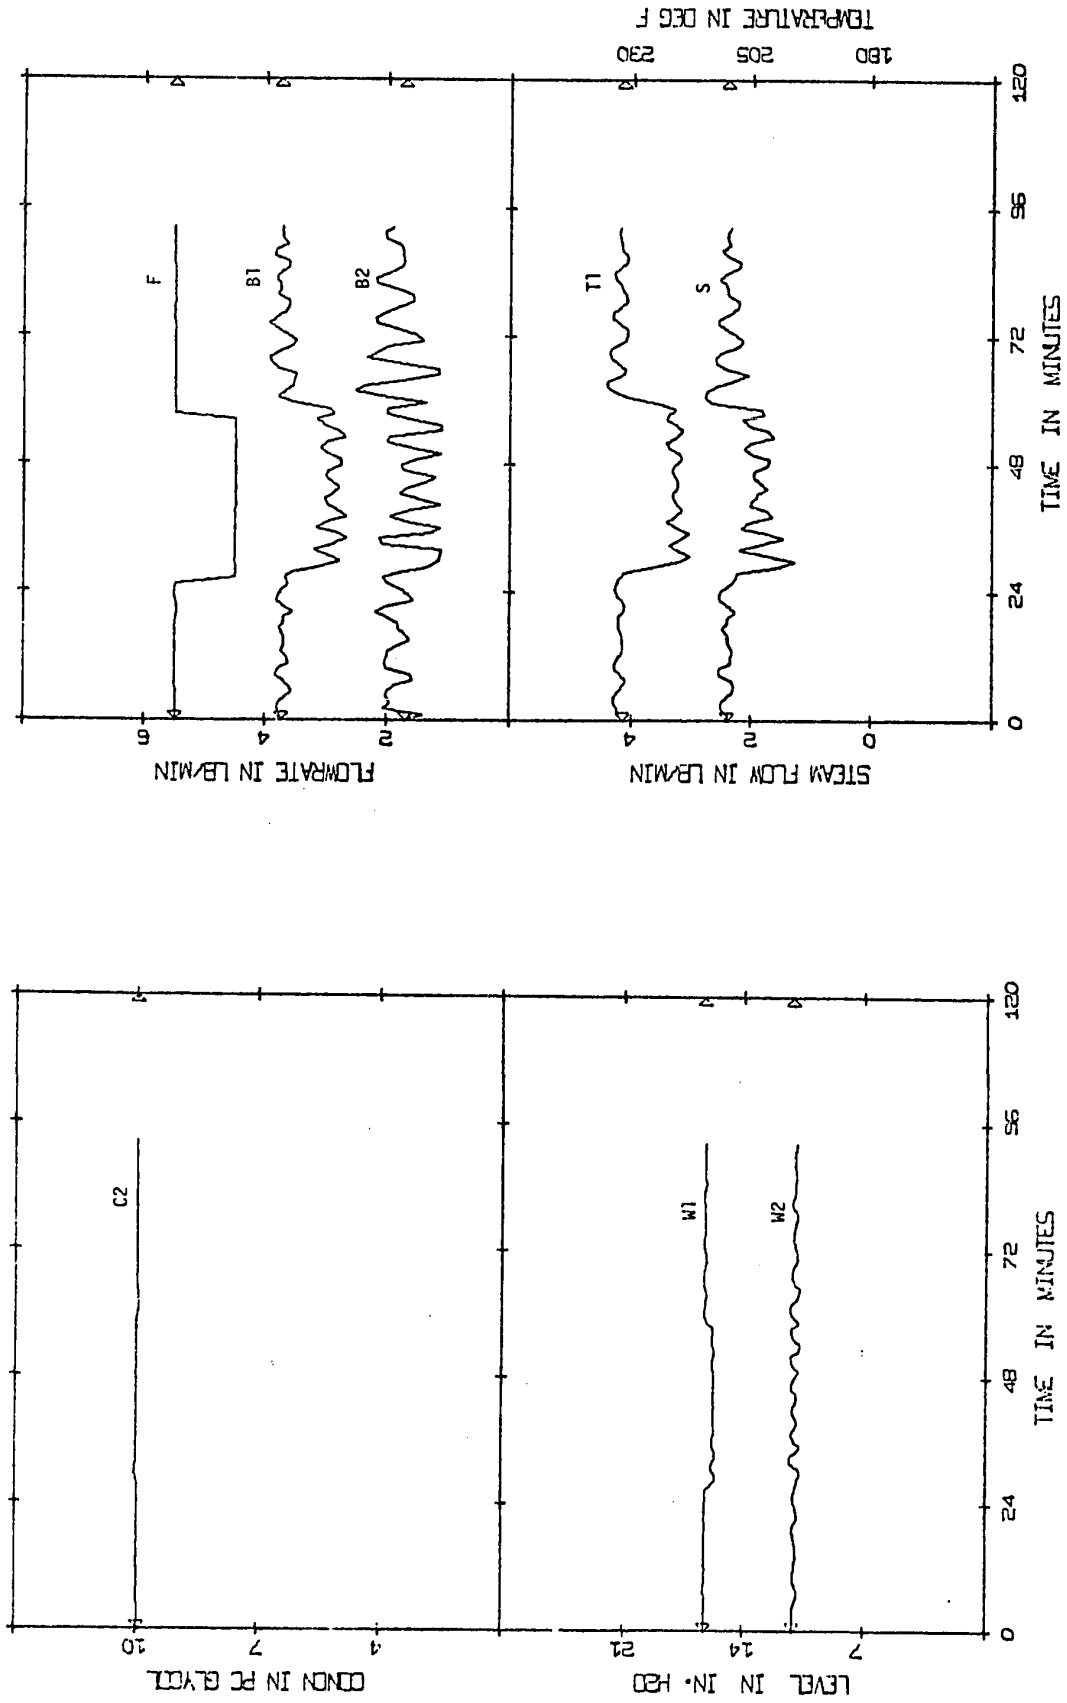 FLOWRATE IN LB/MIN
6
4
2
F
B1
B2
STEAM FLOW IN LB/MIN
4
2
0
T1
S
TEMPERATURE IN DEG F
230
205
180
0
24
48
72
96
120
TIME IN MINUTES
CONCN IN PC GLYCOL
10
7
4
C2
LEVEL IN IN. H2O
21
14
7
W1
W2
0
24
48
72
96
120
TIME IN MINUTES